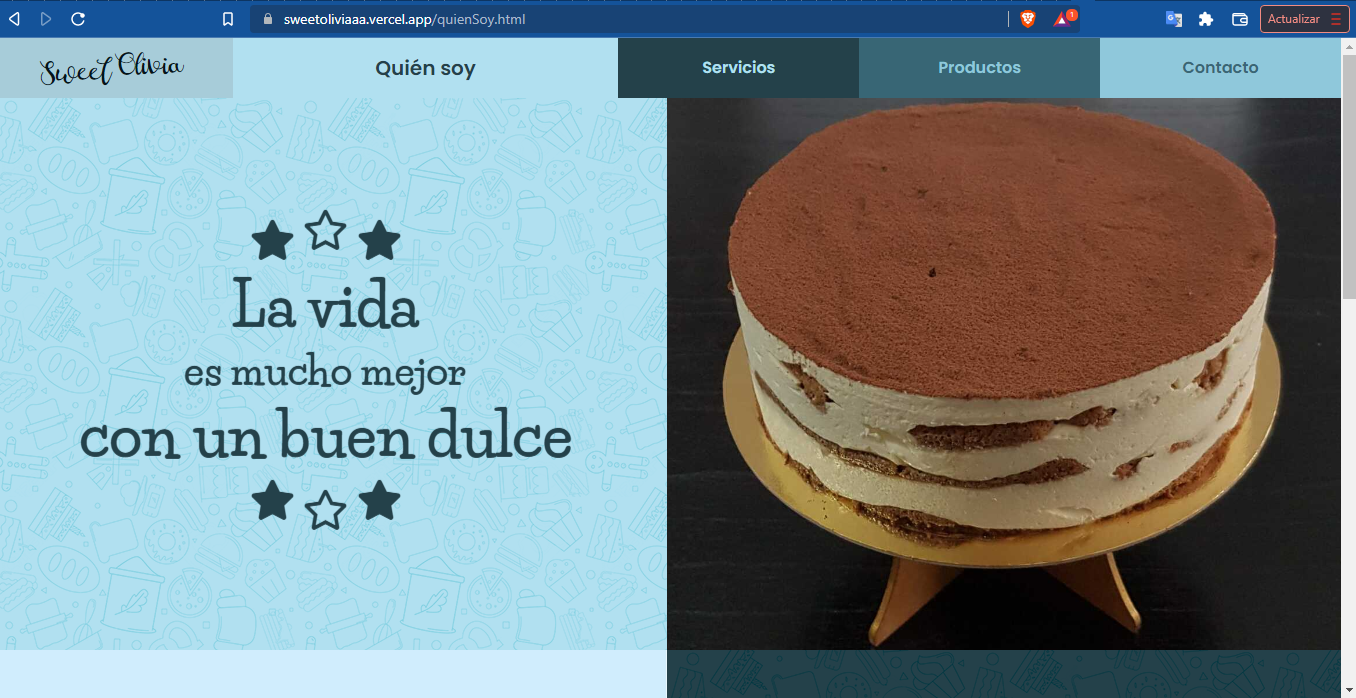 sweetoliviaaa.vercel.app/quienSoy.html
1
Actualizar
Sweet Olivia
Quién soy
Servicios
Productos
Contacto
La vida
es mucho mejor
con un buen dulce